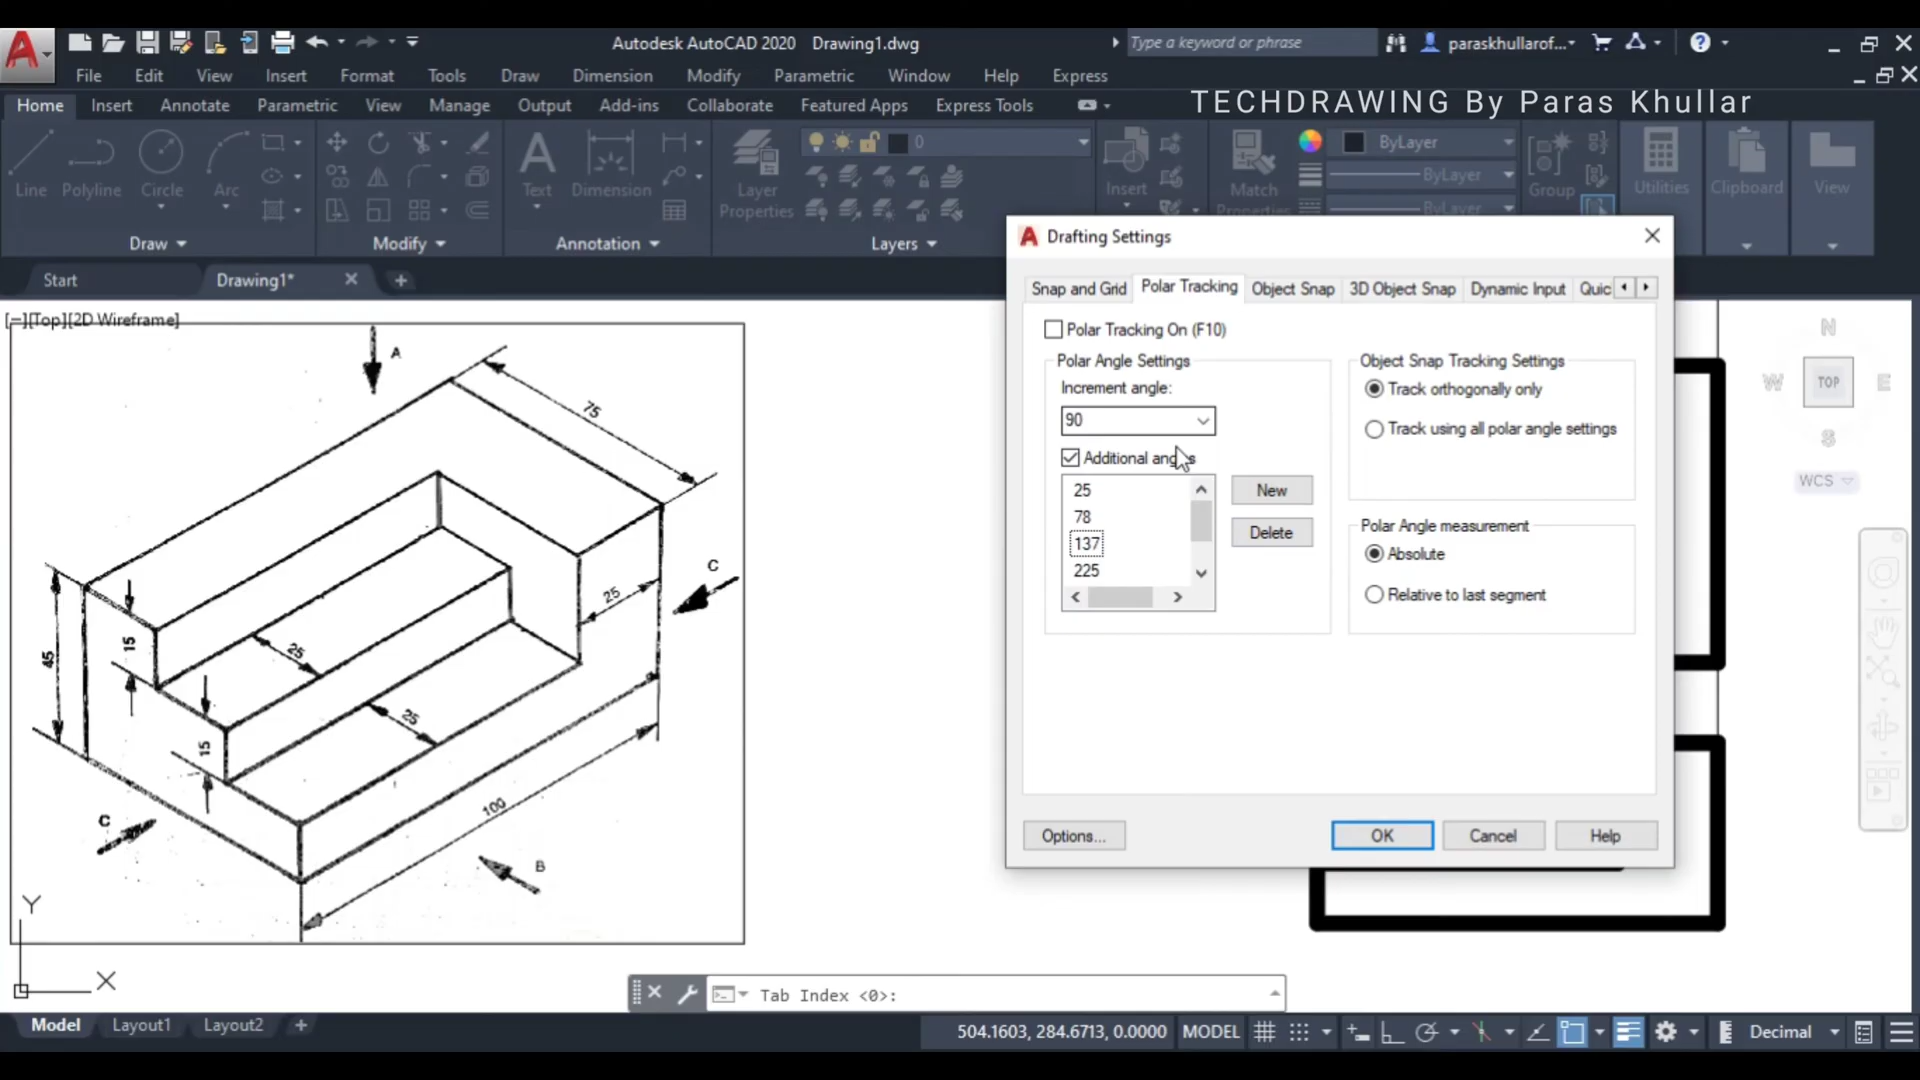 Autodesk AutoCAD 2020 Drawing1.dwg
Type a keyword or phrase
paraskhullarof...
File Edit View Insert Format Tools Draw Dimension Modify Parametric Window Help Express
Home Insert Annotate Parametric View Manage Output Add-ins Collaborate Featured Apps Express Tools
TECHDRAWING By Paras Khullar
0
ByLayer
ByLayer
ByLayer
Line Polyline Circle Arc
Text Dimension
Layer
Properties
Insert
Match
Properties
Group
Utilities
Clipboard
View
Draw Modify Annotation Layers
Start Drawing1*
[−][Top][2D Wireframe]
A
75
C
25
15
45
25
25
15
C
100
B
Y
X
Drafting Settings
Snap and Grid Polar Tracking Object Snap 3D Object Snap Dynamic Input Quic
Polar Tracking On (F10)
Polar Angle Settings
Increment angle:
90
Additional angles
25
78
137
225
New
Delete
Object Snap Tracking Settings
Track orthogonally only
Track using all polar angle settings
Polar Angle measurement
Absolute
Relative to last segment
Options...
OK
Cancel
Help
N
W
TOP
E
S
WCS
Tab Index <0>:
Model Layout1 Layout2
504.1603, 284.6713, 0.0000 MODEL
Decimal